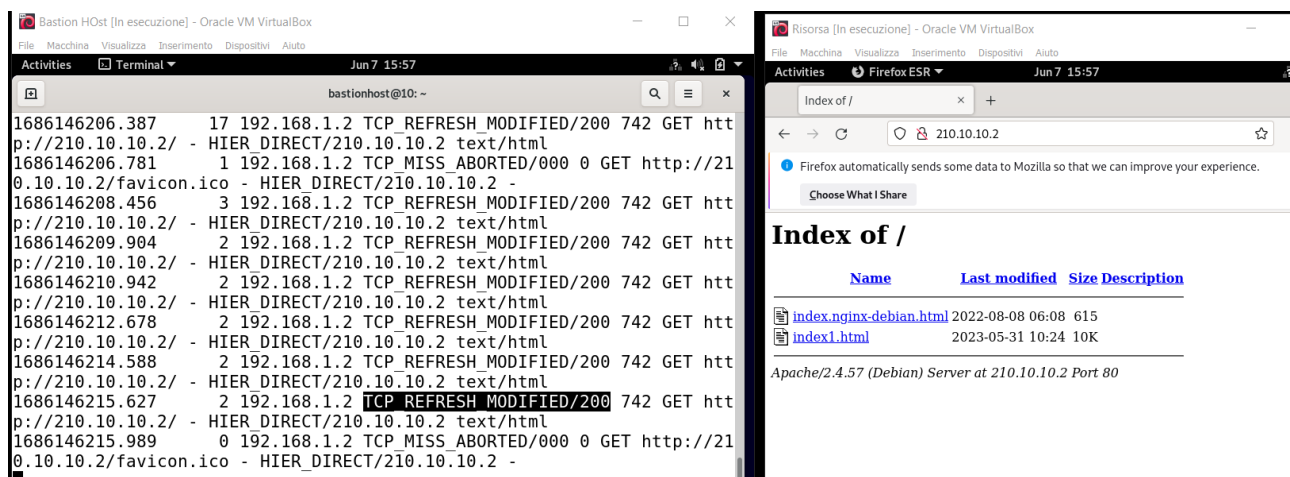 Bastion HOst [In esecuzione] - Oracle VM VirtualBox
File Macchina Visualizza Inserimento Dispositivi Aiuto
Activities Terminal Jun 7 15:57
bastionhost@10: ~
1686146206.387 17 192.168.1.2 TCP_REFRESH_MODIFIED/200 742 GET htt
p://210.10.10.2/ - HIER_DIRECT/210.10.10.2 text/html
1686146206.781 1 192.168.1.2 TCP_MISS_ABORTED/000 0 GET http://21
0.10.10.2/favicon.ico - HIER_DIRECT/210.10.10.2 -
1686146208.456 3 192.168.1.2 TCP_REFRESH_MODIFIED/200 742 GET htt
p://210.10.10.2/ - HIER_DIRECT/210.10.10.2 text/html
1686146209.904 2 192.168.1.2 TCP_REFRESH_MODIFIED/200 742 GET htt
p://210.10.10.2/ - HIER_DIRECT/210.10.10.2 text/html
1686146210.942 2 192.168.1.2 TCP_REFRESH_MODIFIED/200 742 GET htt
p://210.10.10.2/ - HIER_DIRECT/210.10.10.2 text/html
1686146212.678 2 192.168.1.2 TCP_REFRESH_MODIFIED/200 742 GET htt
p://210.10.10.2/ - HIER_DIRECT/210.10.10.2 text/html
1686146214.588 2 192.168.1.2 TCP_REFRESH_MODIFIED/200 742 GET htt
p://210.10.10.2/ - HIER_DIRECT/210.10.10.2 text/html
1686146215.627 2 192.168.1.2 TCP_REFRESH_MODIFIED/200 742 GET htt
p://210.10.10.2/ - HIER_DIRECT/210.10.10.2 text/html
1686146215.989 0 192.168.1.2 TCP_MISS_ABORTED/000 0 GET http://21
0.10.10.2/favicon.ico - HIER_DIRECT/210.10.10.2 -
Risorsa [In esecuzione] - Oracle VM VirtualBox
File Macchina Visualizza Inserimento Dispositivi Aiuto
Activities Firefox ESR Jun 7 15:57
Index of /
210.10.10.2
Firefox automatically sends some data to Mozilla so that we can improve your experience.
Choose What I Share
Index of /
Name Last modified Size Description
index.nginx-debian.html 2022-08-08 06:08 615
index1.html 2023-05-31 10:24 10K
Apache/2.4.57 (Debian) Server at 210.10.10.2 Port 80